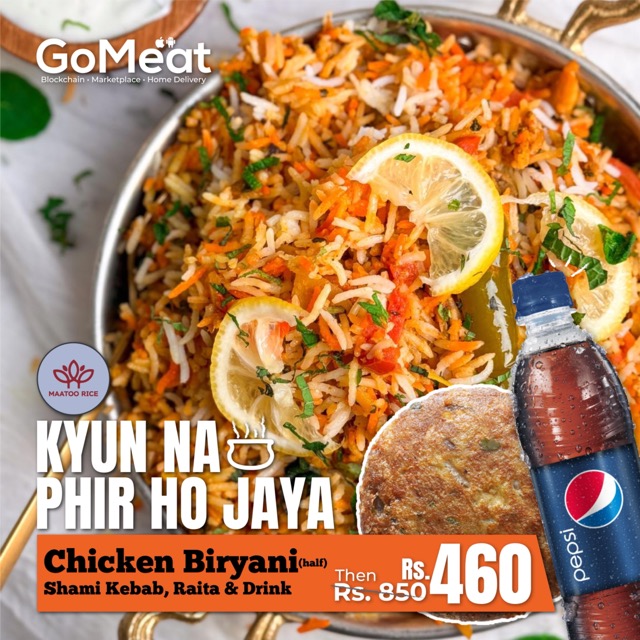 GoMeat
Blockchain • Marketplace • Home Delivery
MAATOO RICE
KYUN NA
PHIR HO JAYA
Chicken Biryani (half)
Shami Kebab, Raita & Drink
Then
Rs. 850
Rs. 460
pepsi